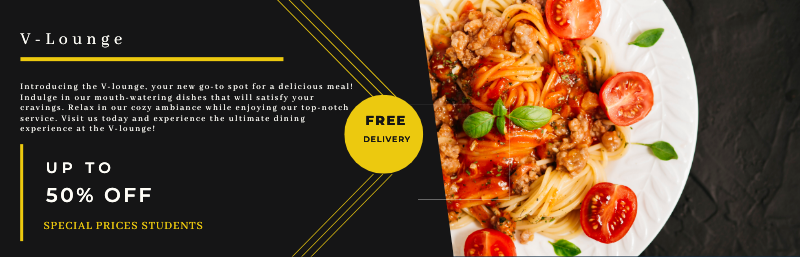 V-Lounge
Introducing the V-lounge, your new go-to spot for a delicious meal!
Indulge in our mouth-watering dishes that will satisfy your
cravings. Relax in our cozy ambiance while enjoying our top-notch
service. Visit us today and experience the ultimate dining
experience at the V-lounge!
FREE
DELIVERY
UP TO
50% OFF
SPECIAL PRICES STUDENTS